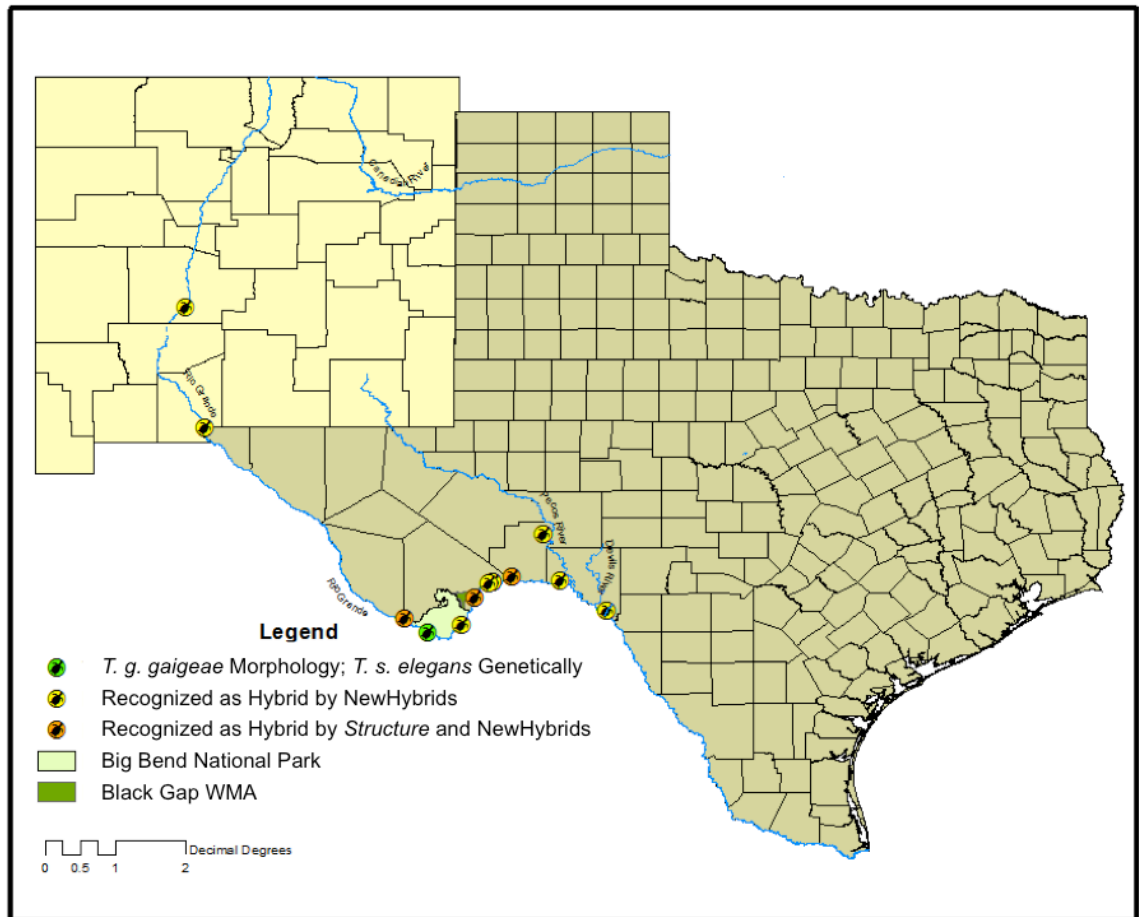 Canadian River
Rio Grande
Pecos River
Devils River
Rio Grande
Legend
T. g. gaigeae Morphology; T. s. elegans Genetically
Recognized as Hybrid by NewHybrids
Recognized as Hybrid by Structure and NewHybrids
Big Bend National Park
Black Gap WMA
Decimal Degrees
0 0.5 1 2